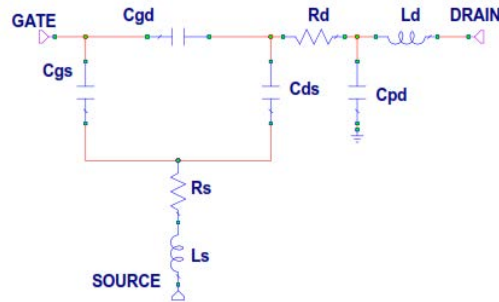 GATE
Cgd
Rd
Ld
DRAIN
Cgs
Cds
Cpd
Rs
Ls
SOURCE